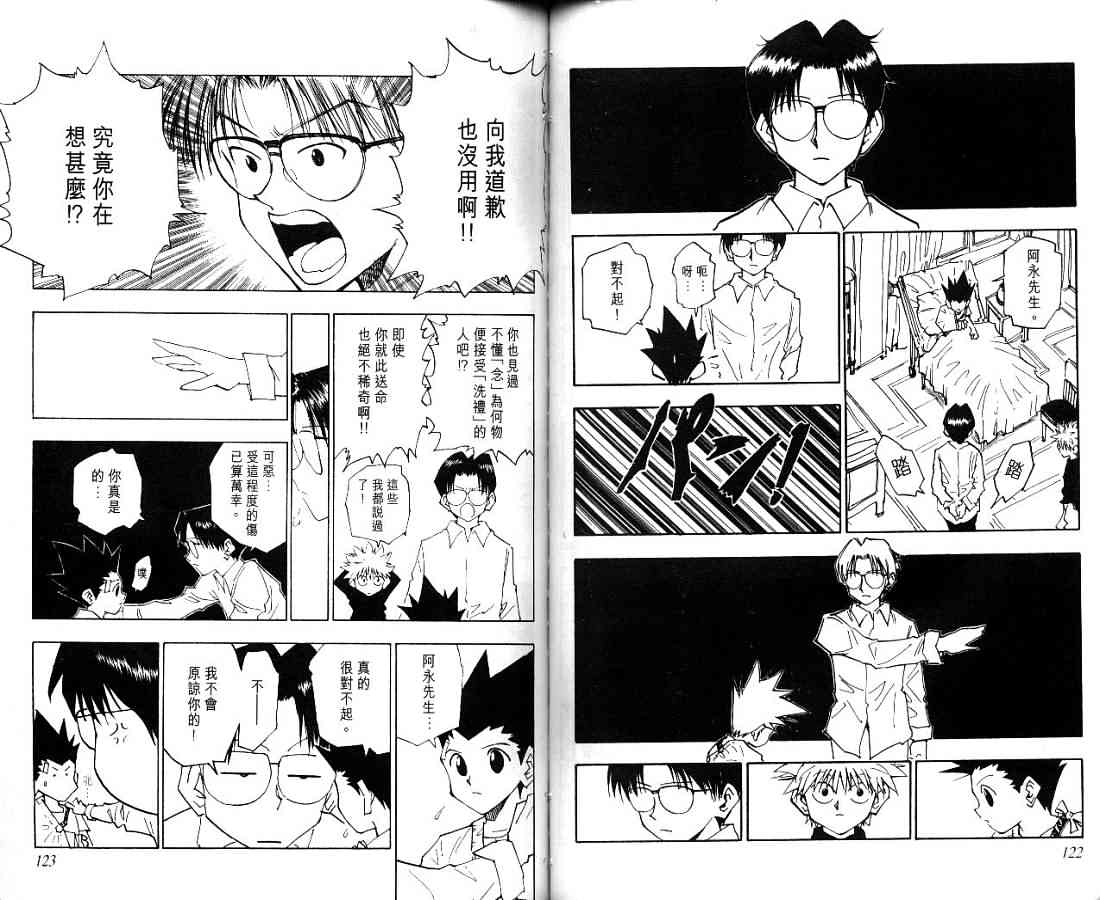 阿永先生。
踏
踏
呃…
呀…
對不起！
バーン！
122
向我道歉
也沒用啊!!
究竟你在
想甚麼!?
你也見過
不懂「念」為何物
便接受「洗禮」的
人吧!?
即使
你就此送命
也絕不稀奇啊!!
這些
我都說過
了！
可惡…
受這程度的傷
已算萬幸。
你真是
的…
噗
阿永先生…
真的
很對不起。
不——
我不會
原諒你的！
123